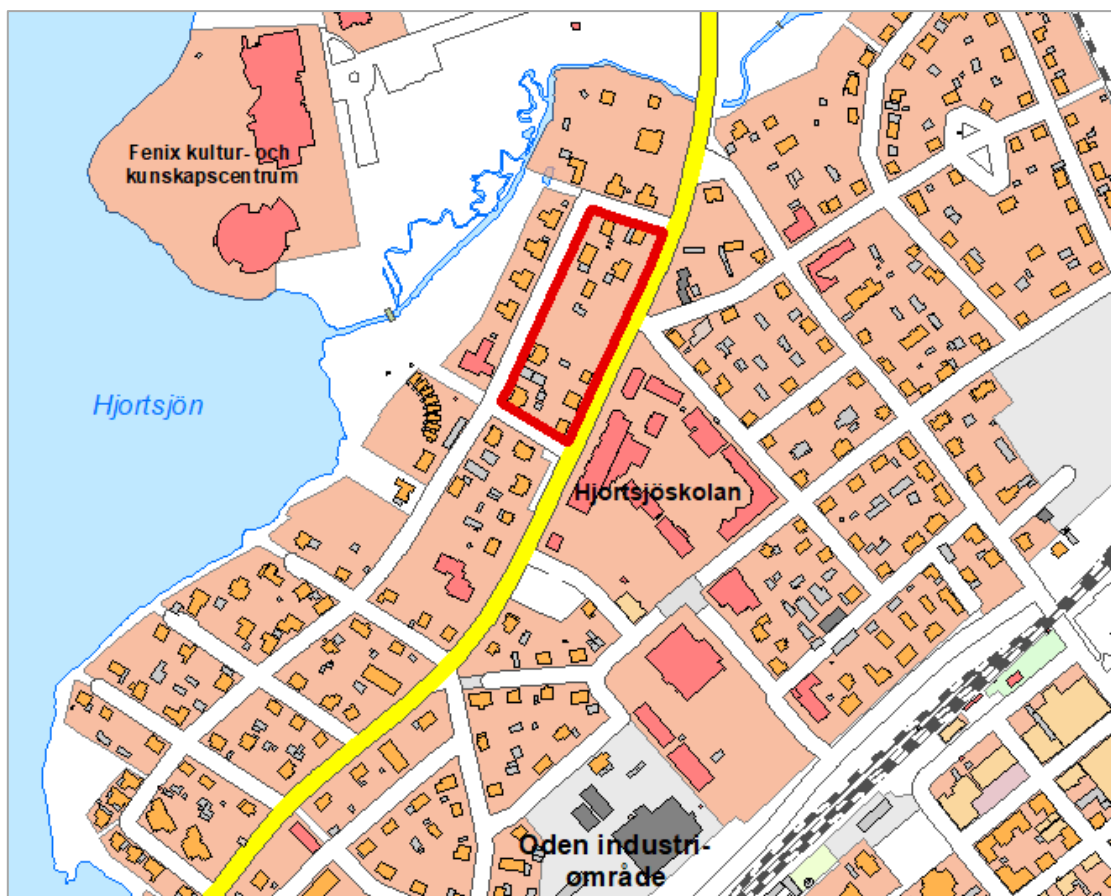 Fenix kultur- och
kunskapscentrum
Hjortsjön
Hjortsjöskolan
Oden industri-
område